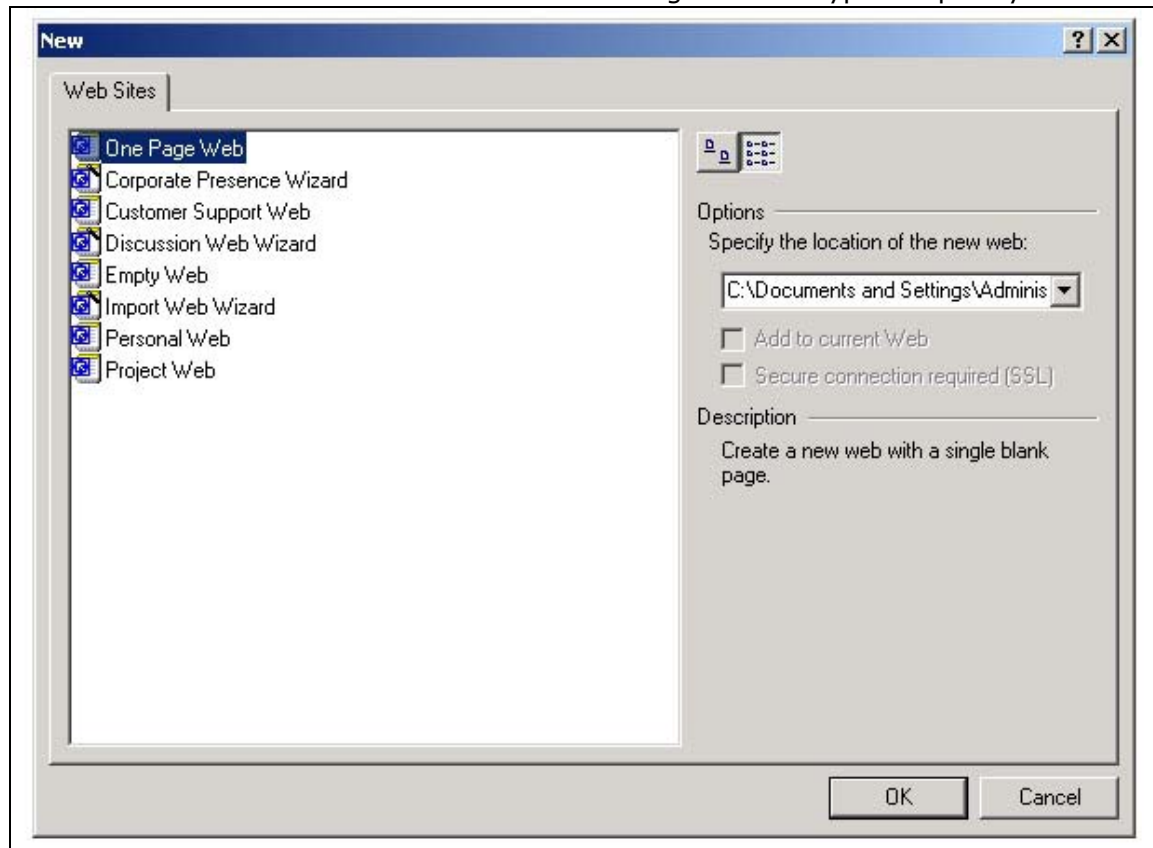 New
Web Sites
One Page Web
Corporate Presence Wizard
Customer Support Web
Discussion Web Wizard
Empty Web
Import Web Wizard
Personal Web
Project Web
Options
Specify the location of the new web:
C:\Documents and Settings\Adminis
Add to current Web
Secure connection required (SSL)
Description
Create a new web with a single blank
page.
OK
Cancel